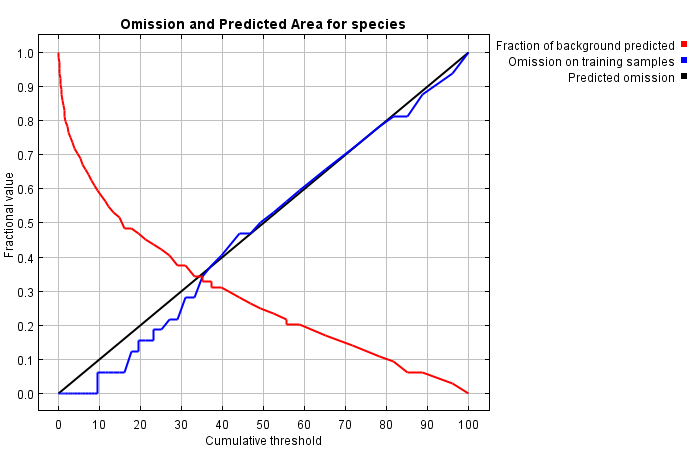 Omission and Predicted Area for species
Fraction of background predicted
Omission on training samples
Predicted omission
Fractional value
1.0
0.9
0.8
0.7
0.6
0.5
0.4
0.3
0.2
0.1
0.0
0 10 20 30 40 50 60 70 80 90 100
Cumulative threshold